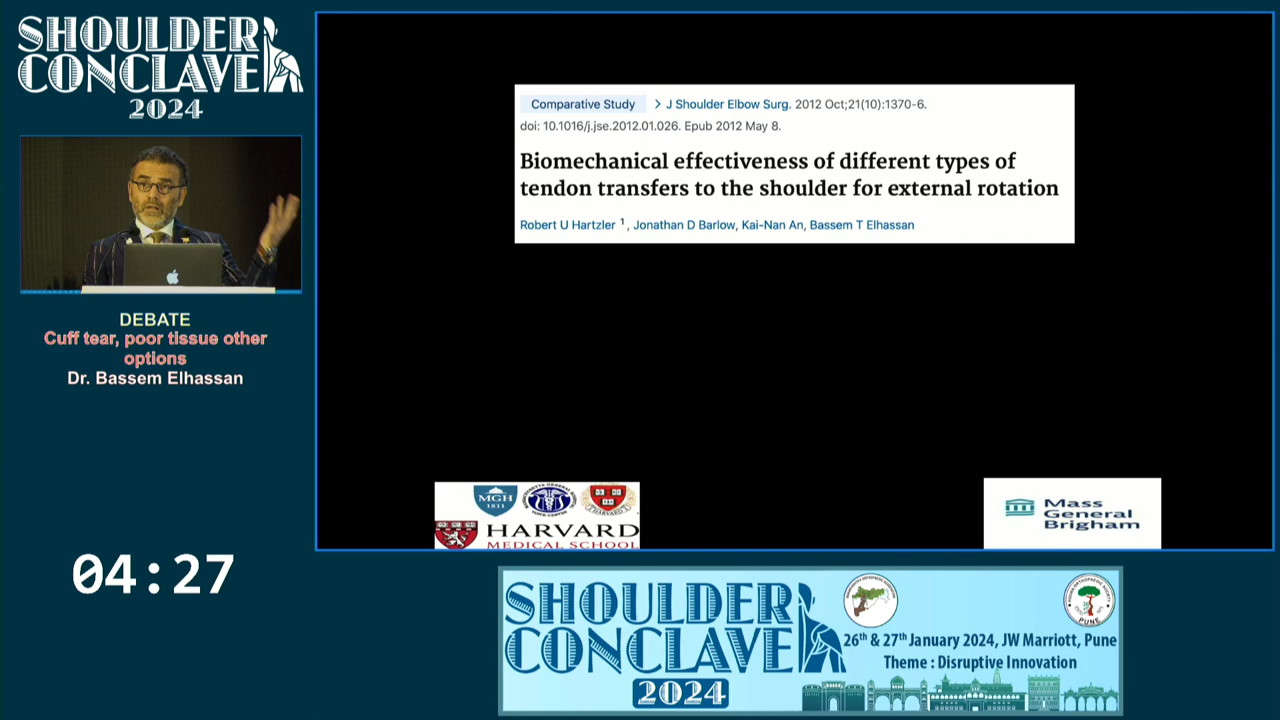 SHOULDER
CONCLAVE
2024
DEBATE
Cuff tear, poor tissue other
options
Dr. Bassem Elhassan
04:27
Comparative Study > J Shoulder Elbow Surg. 2012 Oct;21(10):1370-6.
doi: 10.1016/j.jse.2012.01.026. Epub 2012 May 8.
Biomechanical effectiveness of different types of
tendon transfers to the shoulder for external rotation
Robert U Hartzler 1, Jonathan D Barlow, Kai-Nan An, Bassem T Elhassan
MGH
1811
HARVARD
MEDICAL SCHOOL
Mass
General
Brigham
SHOULDER
CONCLAVE
2024
26th & 27th January 2024, JW Marriott, Pune
Theme : Disruptive Innovation
PUNE